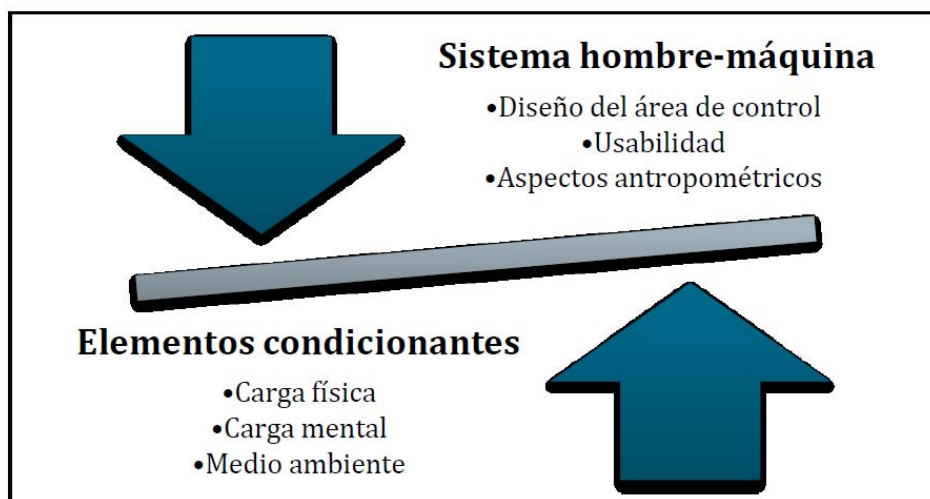 Sistema hombre-máquina
•Diseño del área de control
•Usabilidad
•Aspectos antropométricos
Elementos condicionantes
•Carga física
•Carga mental
•Medio ambiente